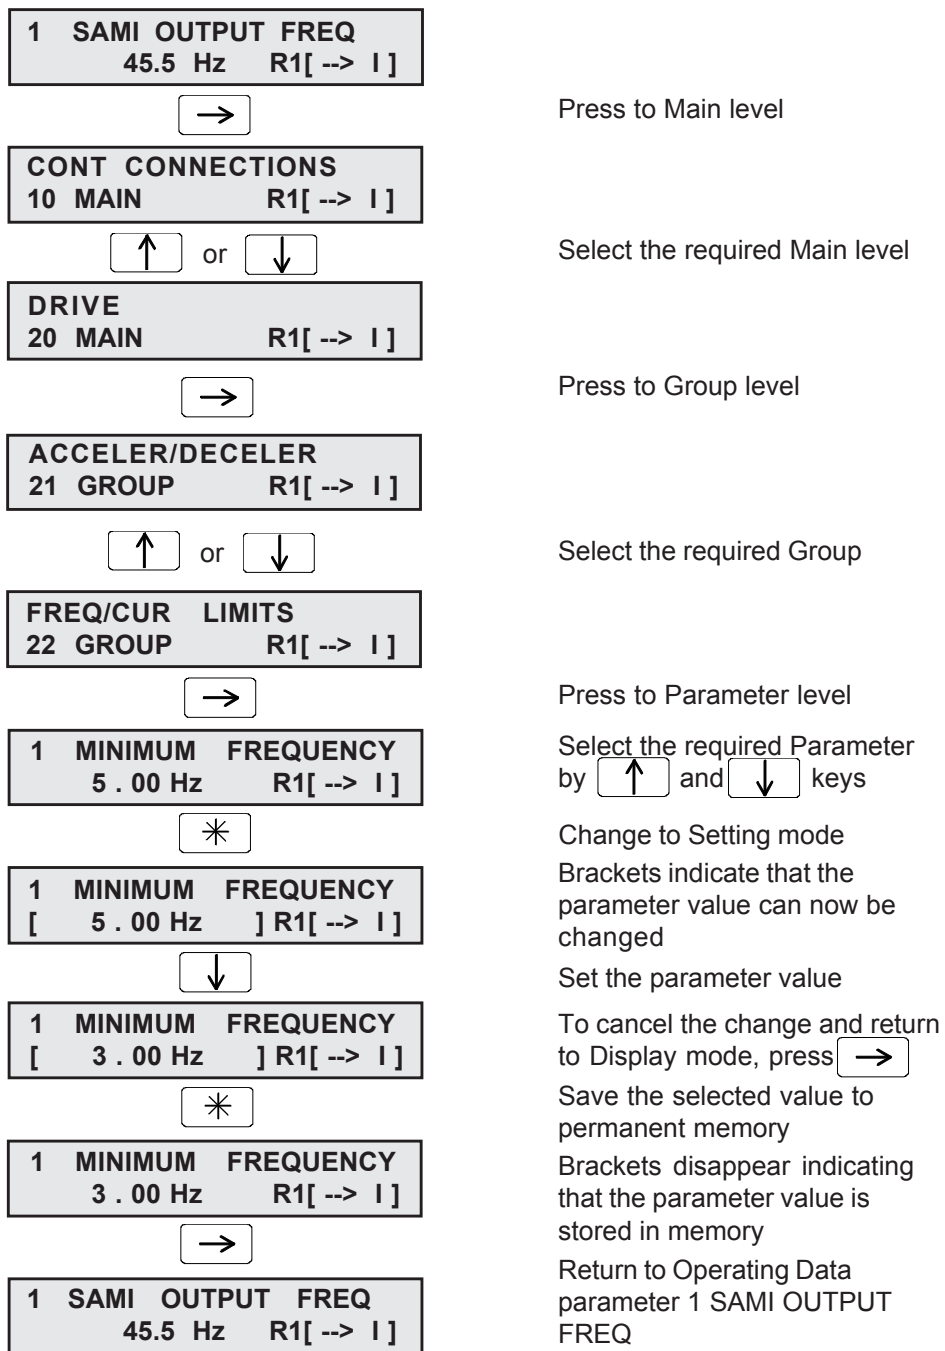 1 SAMI OUTPUT FREQ
45.5 Hz R1[ --> I ]
Press to Main level
CONT CONNECTIONS
10 MAIN R1[ --> I ]
or
Select the required Main level
DRIVE
20 MAIN R1[ --> I ]
Press to Group level
ACCELER/DECELER
21 GROUP R1[ --> I ]
or
Select the required Group
FREQ/CUR LIMITS
22 GROUP R1[ --> I ]
Press to Parameter level
1 MINIMUM FREQUENCY
5 . 00 Hz R1[ --> I ]
Select the required Parameter
by ↑ and ↓ keys
Change to Setting mode
1 MINIMUM FREQUENCY
[ 5 . 00 Hz ] R1[ --> I ]
Brackets indicate that the
parameter value can now be
changed
Set the parameter value
1 MINIMUM FREQUENCY
[ 3 . 00 Hz ] R1[ --> I ]
To cancel the change and return
to Display mode, press →
Save the selected value to
permanent memory
1 MINIMUM FREQUENCY
3 . 00 Hz R1[ --> I ]
Brackets disappear indicating
that the parameter value is
stored in memory
1 SAMI OUTPUT FREQ
45.5 Hz R1[ --> I ]
Return to Operating Data
parameter 1 SAMI OUTPUT
FREQ